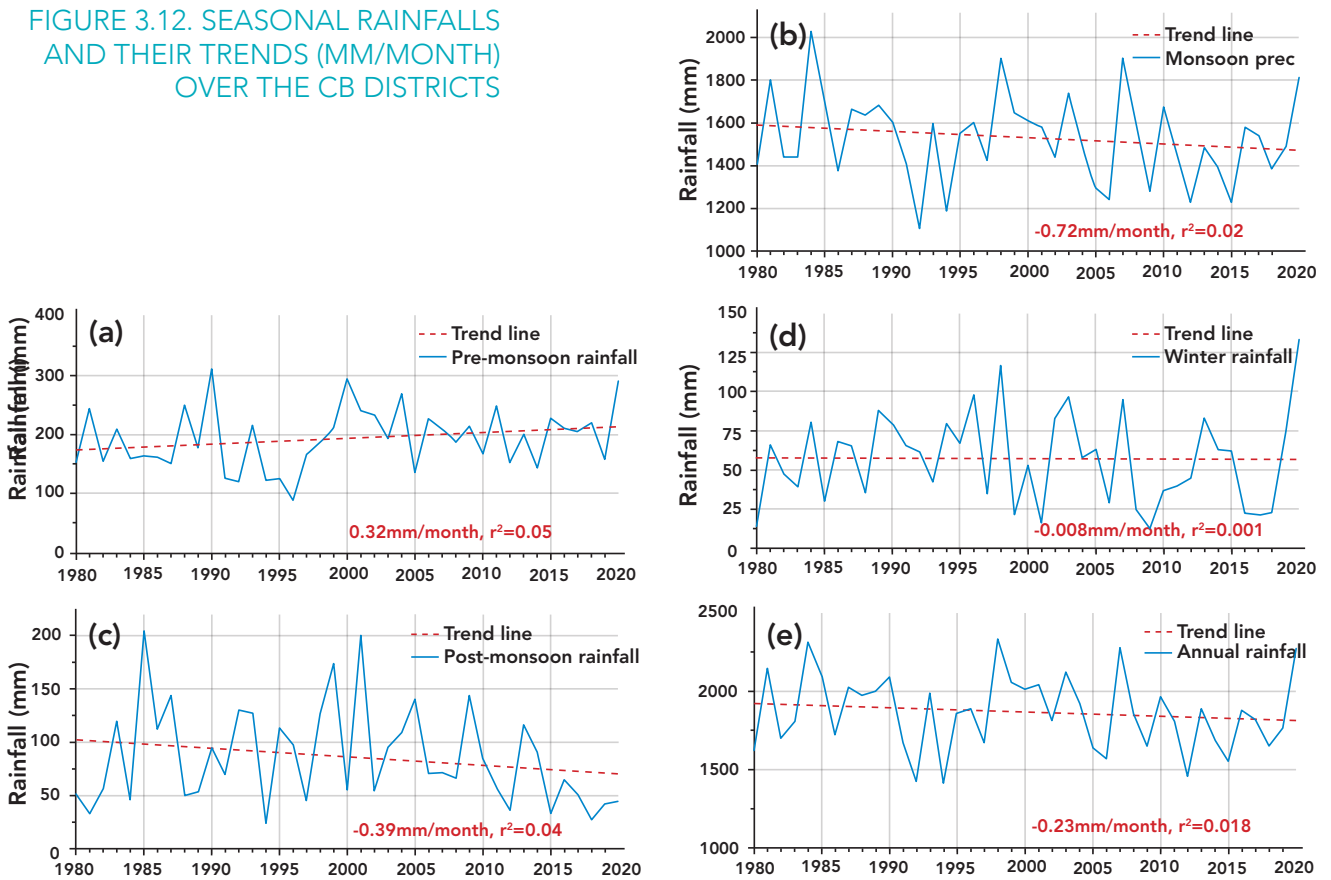 FIGURE 3.12. SEASONAL RAINFALLS
AND THEIR TRENDS (MM/MONTH)
OVER THE CB DISTRICTS
(b)
Trend line
Monsoon prec
Rainfall (mm)
2000
1800
1600
1400
1200
1000
-0.72mm/month, r²=0.02
1980 1985 1990 1995 2000 2005 2010 2015 2020
(a)
Trend line
Pre-monsoon rainfall
Rainfall (mm)
Rainfall (mm)
400
300
200
100
0
0.32mm/month, r²=0.05
1980 1985 1990 1995 2000 2005 2010 2015 2020
(d)
Trend line
Winter rainfall
Rainfall (mm)
150
125
100
75
50
25
0
-0.008mm/month, r²=0.001
1980 1985 1990 1995 2000 2005 2010 2015 2020
(c)
Trend line
Post-monsoon rainfall
Rainfall (mm)
200
150
100
50
0
-0.39mm/month, r²=0.04
1980 1985 1990 1995 2000 2005 2010 2015 2020
(e)
Trend line
Annual rainfall
2500
2000
1500
1000
-0.23mm/month, r²=0.018
1980 1985 1990 1995 2000 2005 2010 2015 2020